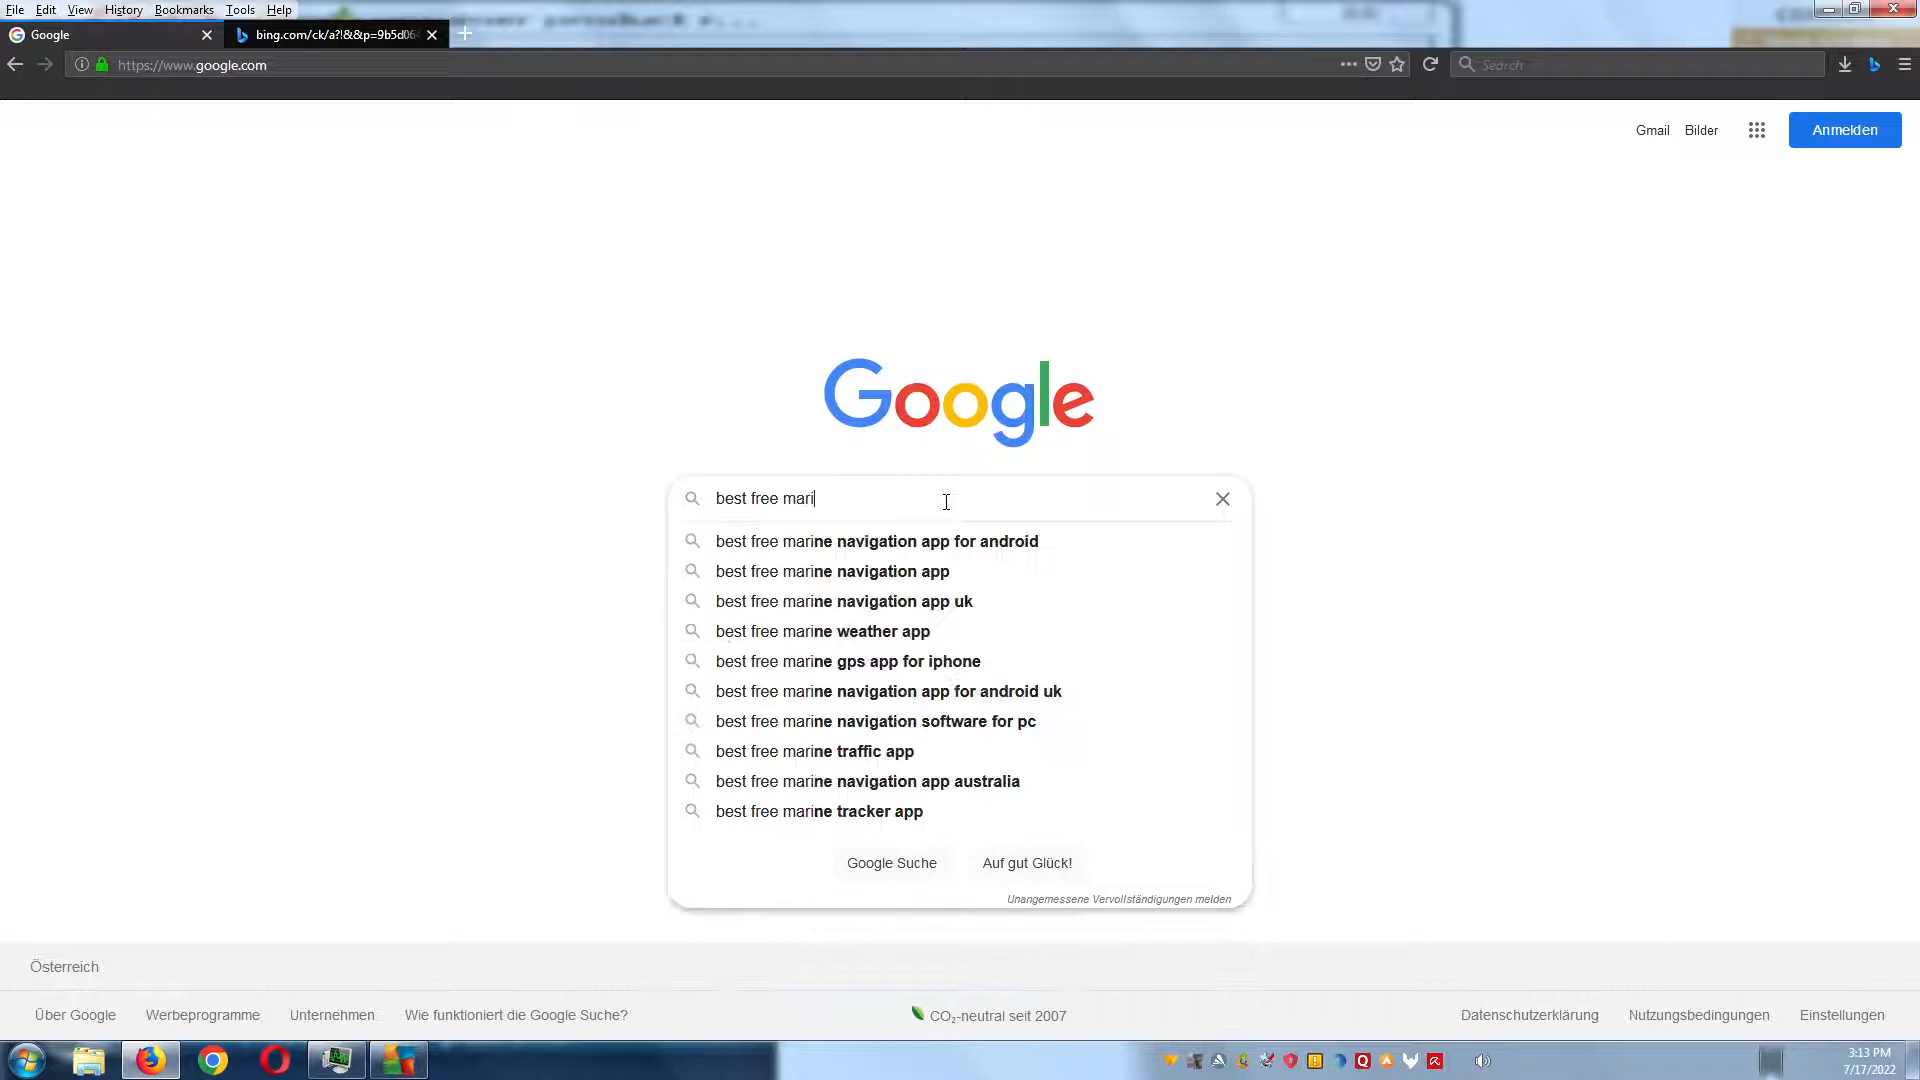 File Edit View History Bookmarks Tools Help
Google
bing.com/ck/a?!&&p=9b5d06
https://www.google.com
Search
Gmail Bilder Anmelden
Google
best free mari
best free marine navigation app for android
best free marine navigation app
best free marine navigation app uk
best free marine weather app
best free marine gps app for iphone
best free marine navigation app for android uk
best free marine navigation software for pc
best free marine traffic app
best free marine navigation app australia
best free marine tracker app
Google Suche Auf gut Glück!
Unangemessene Vervollständigungen melden
Österreich
Über Google Werbeprogramme Unternehmen Wie funktioniert die Google Suche? CO₂-neutral seit 2007 Datenschutzerklärung Nutzungsbedingungen Einstellungen
3:13 PM
7/17/2022